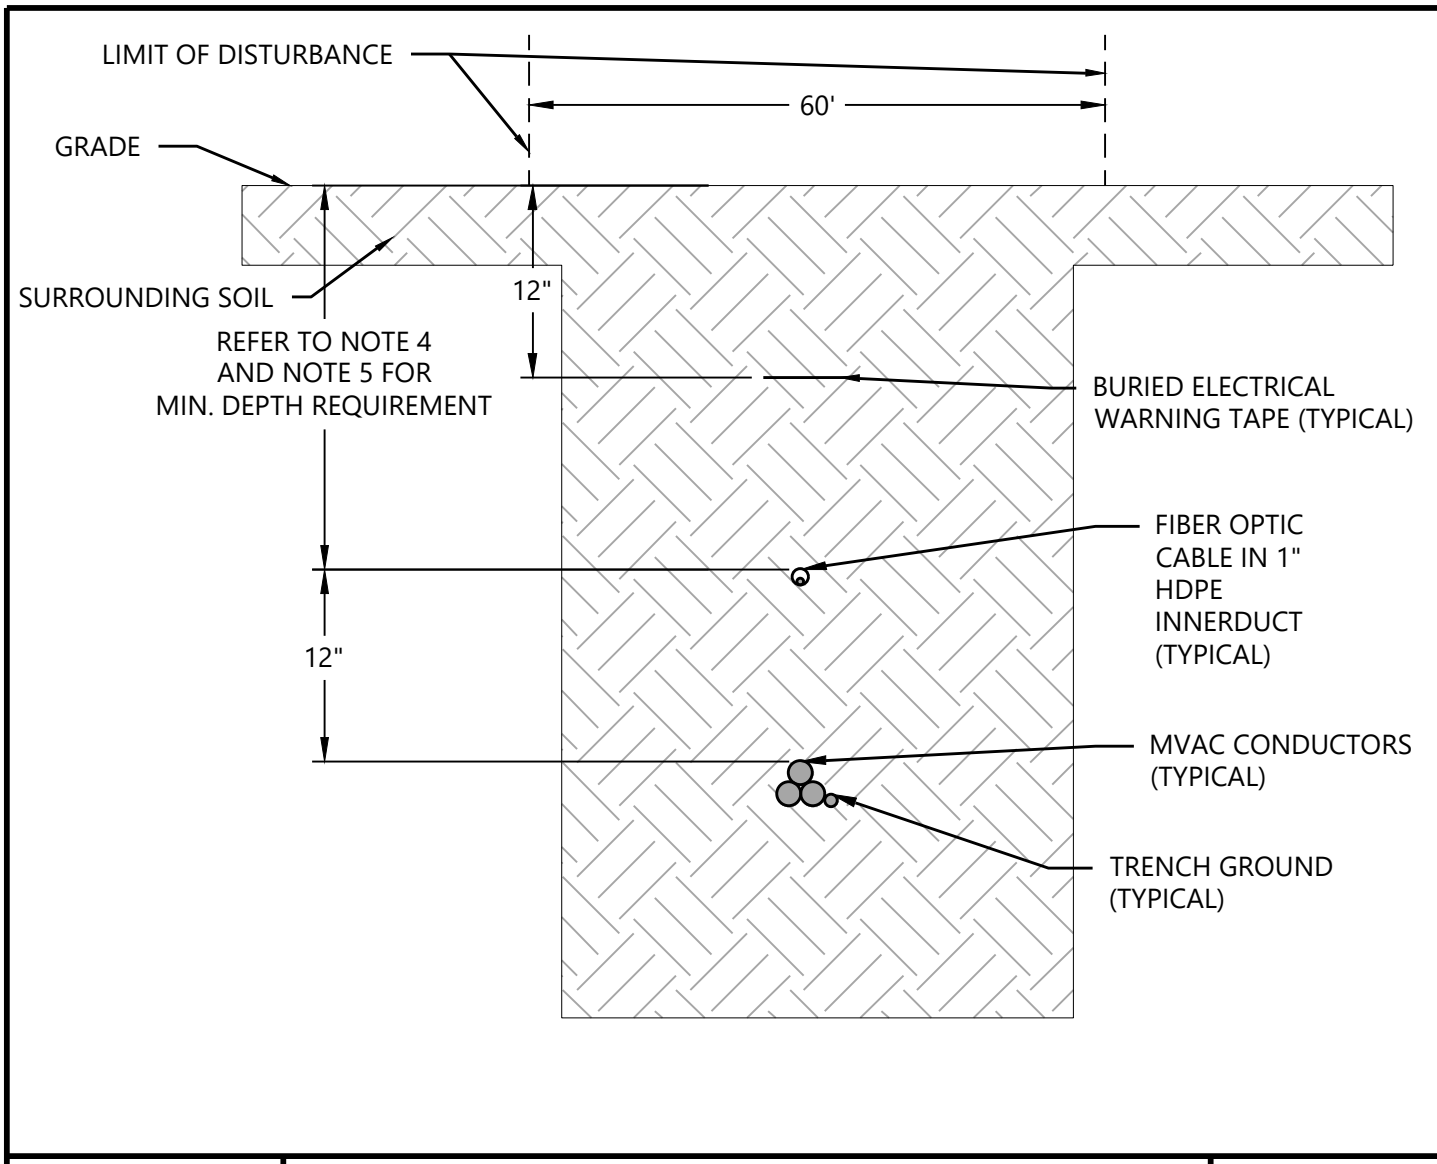 LIMIT OF DISTURBANCE
60'
GRADE
SURROUNDING SOIL
12"
REFER TO NOTE 4
AND NOTE 5 FOR
MIN. DEPTH REQUIREMENT
BURIED ELECTRICAL
WARNING TAPE (TYPICAL)
FIBER OPTIC
CABLE IN 1"
HDPE
INNERDUCT
(TYPICAL)
12"
MVAC CONDUCTORS
(TYPICAL)
TRENCH GROUND
(TYPICAL)